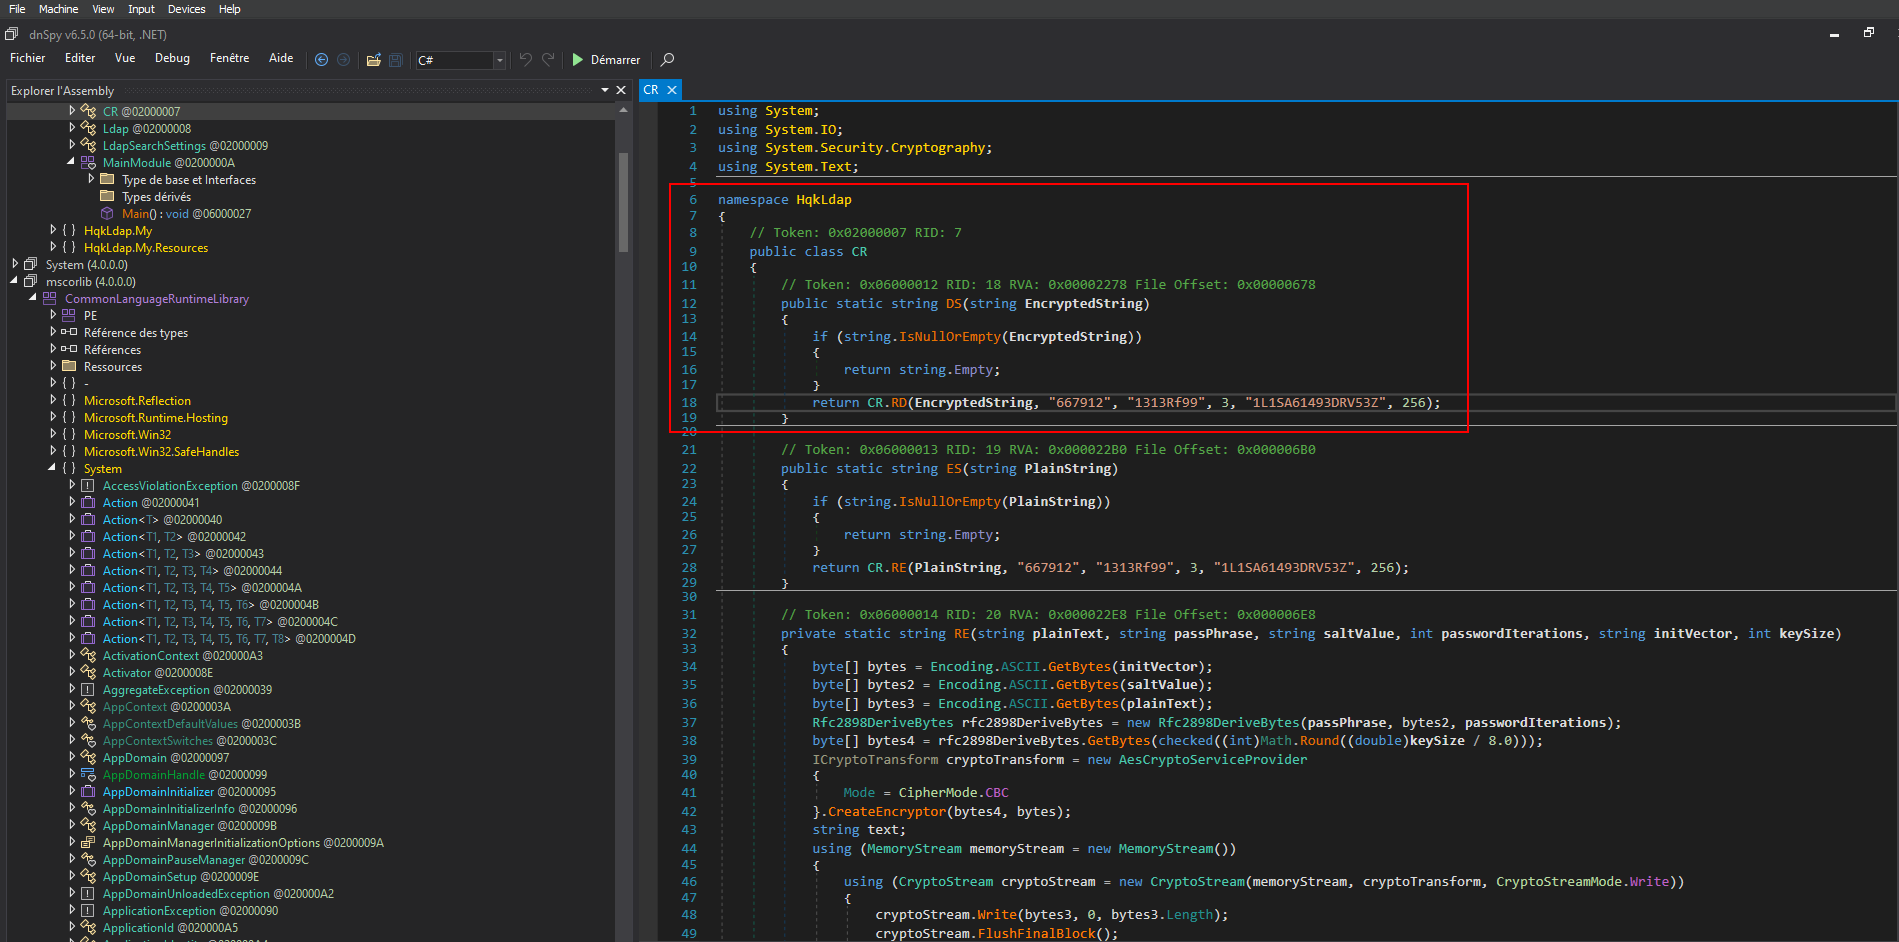 File Machine View Input Devices Help
dnSpy v6.5.0 (64-bit, .NET)
Fichier Editer Vue Debug Fenêtre Aide C# Démarrer
Explorer l'Assembly
CR @02000007
Ldap @02000008
LdapSearchSettings @02000009
MainModule @0200000A
Type de base et Interfaces
Types dérivés
Main() : void @06000027
{ } HqkLdap.My
{ } HqkLdap.My.Resources
System (4.0.0.0)
mscorlib (4.0.0.0)
CommonLanguageRuntimeLibrary
PE
Référence des types
Références
Ressources
{ } -
{ } Microsoft.Reflection
{ } Microsoft.Runtime.Hosting
{ } Microsoft.Win32
{ } Microsoft.Win32.SafeHandles
{ } System
AccessViolationException @0200008F
Action @02000041
Action<T> @02000040
Action<T1, T2> @02000042
Action<T1, T2, T3> @02000043
Action<T1, T2, T3, T4> @02000044
Action<T1, T2, T3, T4, T5> @0200004A
Action<T1, T2, T3, T4, T5, T6> @0200004B
Action<T1, T2, T3, T4, T5, T6, T7> @0200004C
Action<T1, T2, T3, T4, T5, T6, T7, T8> @0200004D
ActivationContext @020000A3
Activator @0200008E
AggregateException @02000039
AppContext @0200003A
AppContextDefaultValues @0200003B
AppContextSwitches @0200003C
AppDomain @02000097
AppDomainHandle @02000099
AppDomainInitializer @02000095
AppDomainInitializerInfo @02000096
AppDomainManager @0200009B
AppDomainManagerInitializationOptions @0200009A
AppDomainPauseManager @0200009C
AppDomainSetup @0200009E
AppDomainUnloadedException @020000A2
ApplicationException @02000090
ApplicationId @020000A5
CR
1 using System;
2 using System.IO;
3 using System.Security.Cryptography;
4 using System.Text;
5
6 namespace HqkLdap
7 {
8 // Token: 0x02000007 RID: 7
9 public class CR
10 {
11 // Token: 0x06000012 RID: 18 RVA: 0x00002278 File Offset: 0x00000678
12 public static string DS(string EncryptedString)
13 {
14 if (string.IsNullOrEmpty(EncryptedString))
15 {
16 return string.Empty;
17 }
18 return CR.RD(EncryptedString, "667912", "1313Rf99", 3, "1L1SA61493DRV53Z", 256);
19 }
20
21 // Token: 0x06000013 RID: 19 RVA: 0x000022B0 File Offset: 0x000006B0
22 public static string ES(string PlainString)
23 {
24 if (string.IsNullOrEmpty(PlainString))
25 {
26 return string.Empty;
27 }
28 return CR.RE(PlainString, "667912", "1313Rf99", 3, "1L1SA61493DRV53Z", 256);
29 }
30
31 // Token: 0x06000014 RID: 20 RVA: 0x000022E8 File Offset: 0x000006E8
32 private static string RE(string plainText, string passPhrase, string saltValue, int passwordIterations, string initVector, int keySize)
33 {
34 byte[] bytes = Encoding.ASCII.GetBytes(initVector);
35 byte[] bytes2 = Encoding.ASCII.GetBytes(saltValue);
36 byte[] bytes3 = Encoding.ASCII.GetBytes(plainText);
37 Rfc2898DeriveBytes rfc2898DeriveBytes = new Rfc2898DeriveBytes(passPhrase, bytes2, passwordIterations);
38 byte[] bytes4 = rfc2898DeriveBytes.GetBytes(checked((int)Math.Round((double)keySize / 8.0)));
39 ICryptoTransform cryptoTransform = new AesCryptoServiceProvider
40 {
41 Mode = CipherMode.CBC
42 }.CreateEncryptor(bytes4, bytes);
43 string text;
44 using (MemoryStream memoryStream = new MemoryStream())
45 {
46 using (CryptoStream cryptoStream = new CryptoStream(memoryStream, cryptoTransform, CryptoStreamMode.Write))
47 {
48 cryptoStream.Write(bytes3, 0, bytes3.Length);
49 cryptoStream.FlushFinalBlock();